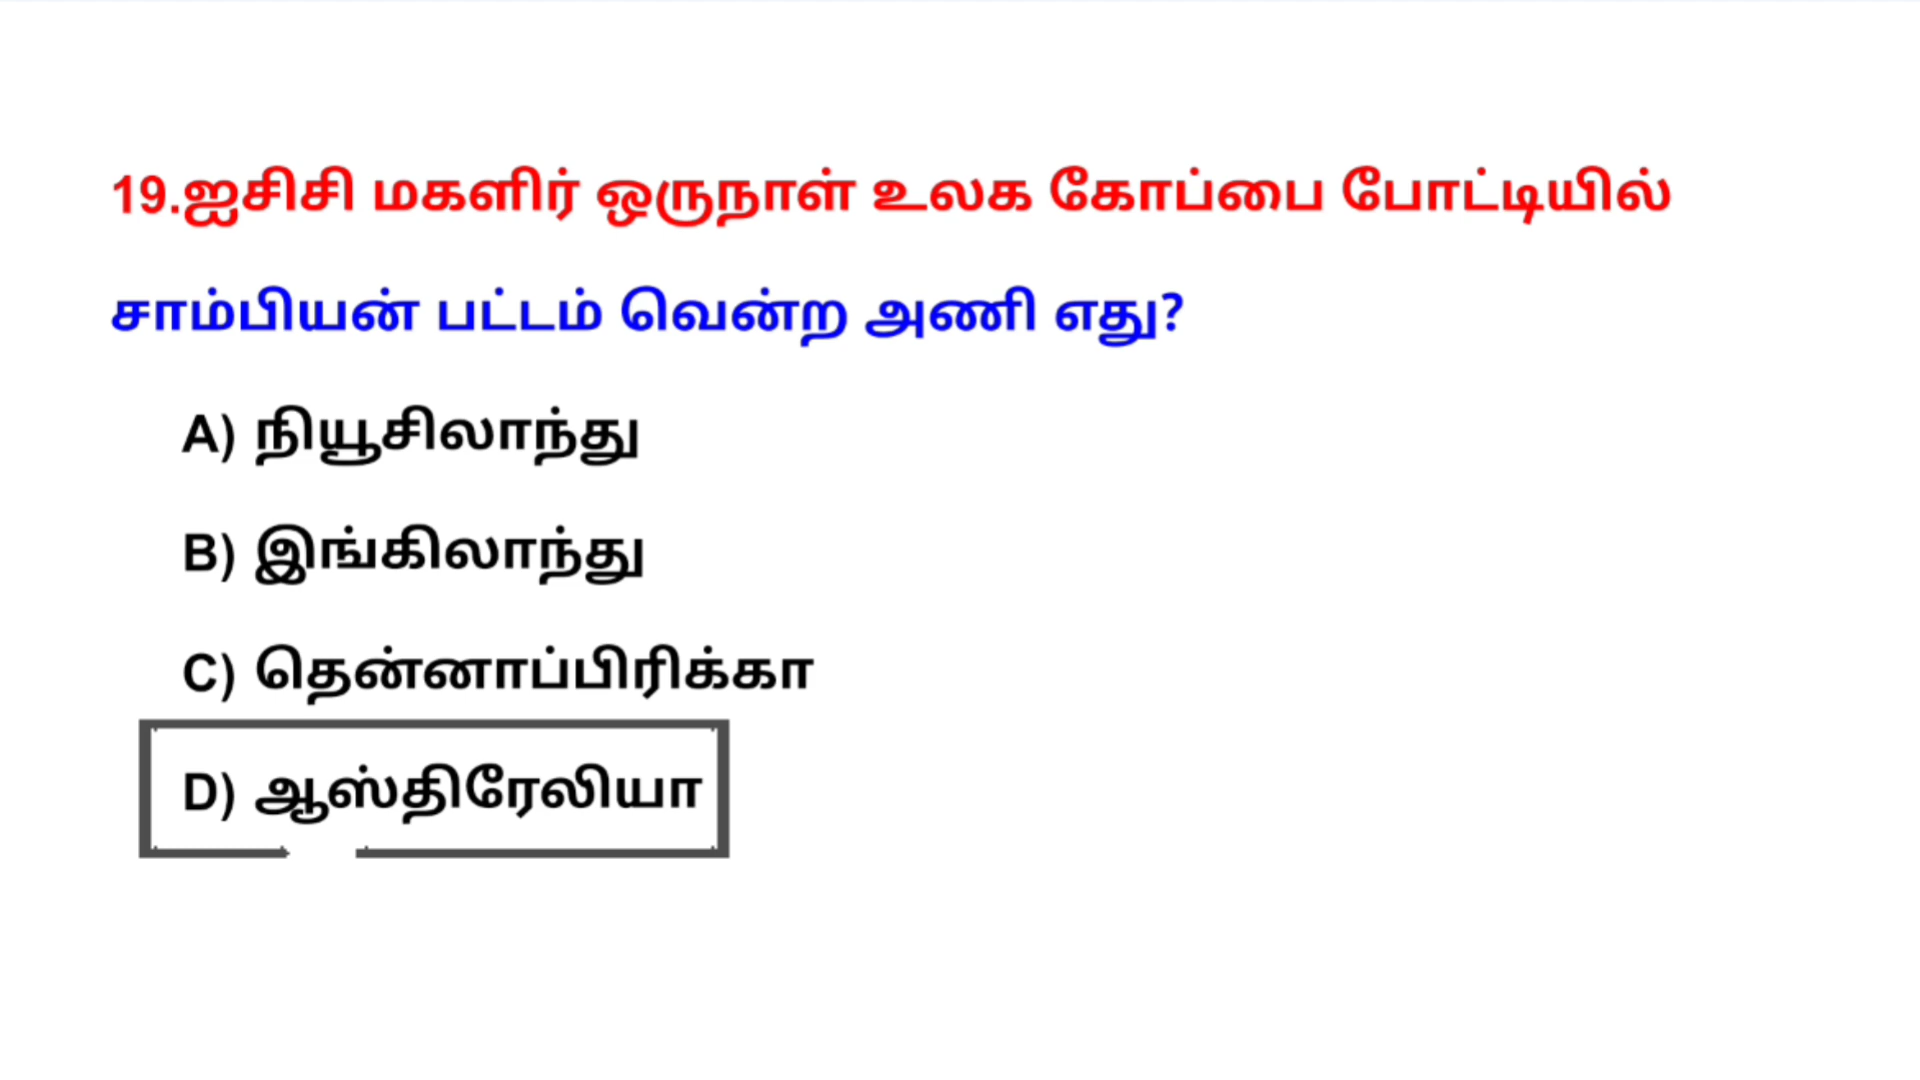 19.ஐசிசி மகளிர் ஒருநாள் உலக கோப்பை போட்டியில்
சாம்பியன் பட்டம் வென்ற அணி எது?
A) நியூசிலாந்து
B) இங்கிலாந்து
C) தென்னாப்பிரிக்கா
D) ஆஸ்திரேலியா